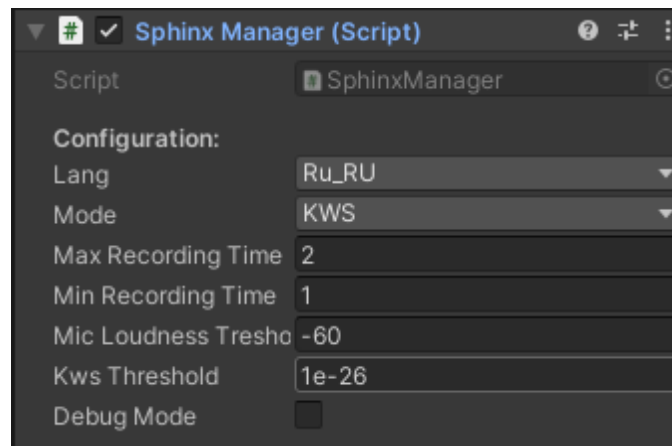 # Sphinx Manager (Script) ?
Script # SphinxManager
Configuration:
Lang Ru_RU
Mode KWS
Max Recording Time 2
Min Recording Time 1
Mic Loudness Tresho -60
Kws Threshold 1e-26
Debug Mode